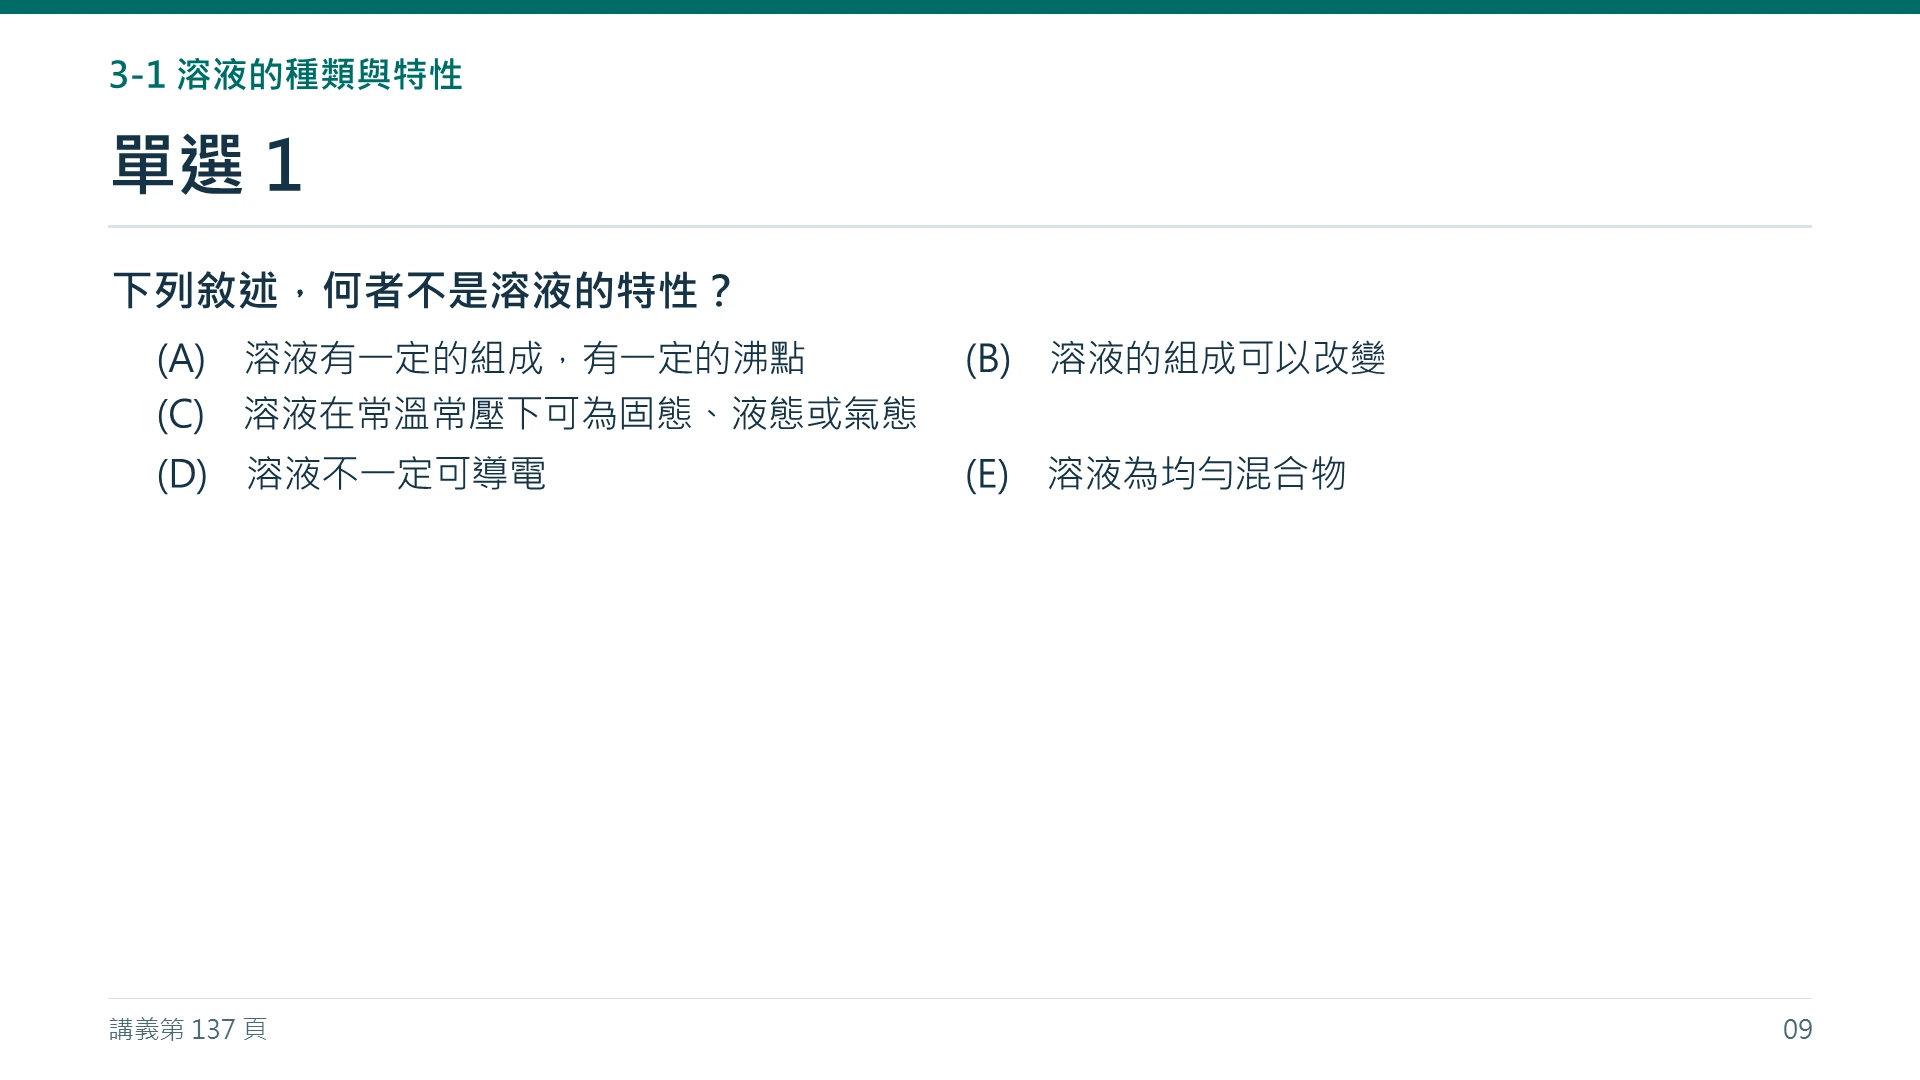 3-1 溶液的種類與特性
單選 1
下列敘述，何者不是溶液的特性？
(A) 溶液有一定的組成，有一定的沸點 (B) 溶液的組成可以改變
(C) 溶液在常溫常壓下可為固態、液態或氣態
(D) 溶液不一定可導電 (E) 溶液為均勻混合物
講義第 137 頁 09